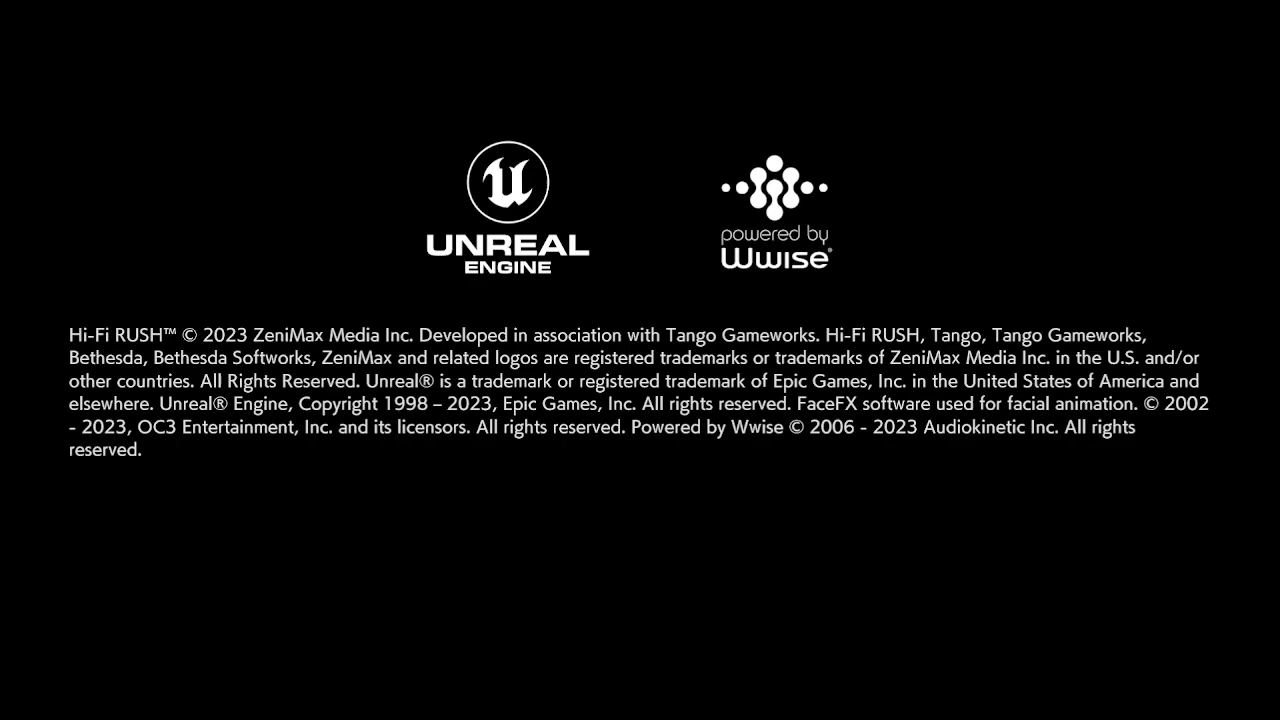 UNREAL
ENGINE
powered by
Wwise®
Hi-Fi RUSH™ © 2023 ZeniMax Media Inc. Developed in association with Tango Gameworks. Hi-Fi RUSH, Tango, Tango Gameworks,
Bethesda, Bethesda Softworks, ZeniMax and related logos are registered trademarks or trademarks of ZeniMax Media Inc. in the U.S. and/or
other countries. All Rights Reserved. Unreal® is a trademark or registered trademark of Epic Games, Inc. in the United States of America and
elsewhere. Unreal® Engine, Copyright 1998 – 2023, Epic Games, Inc. All rights reserved. FaceFX software used for facial animation. © 2002
- 2023, OC3 Entertainment, Inc. and its licensors. All rights reserved. Powered by Wwise © 2006 - 2023 Audiokinetic Inc. All rights
reserved.